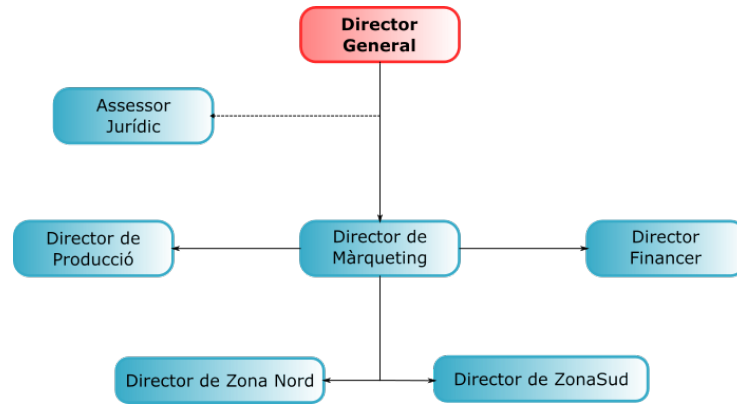 Director
General
Assessor
Jurídic
Director de
Producció
Director de
Màrqueting
Director
Financer
Director de Zona Nord
Director de ZonaSud